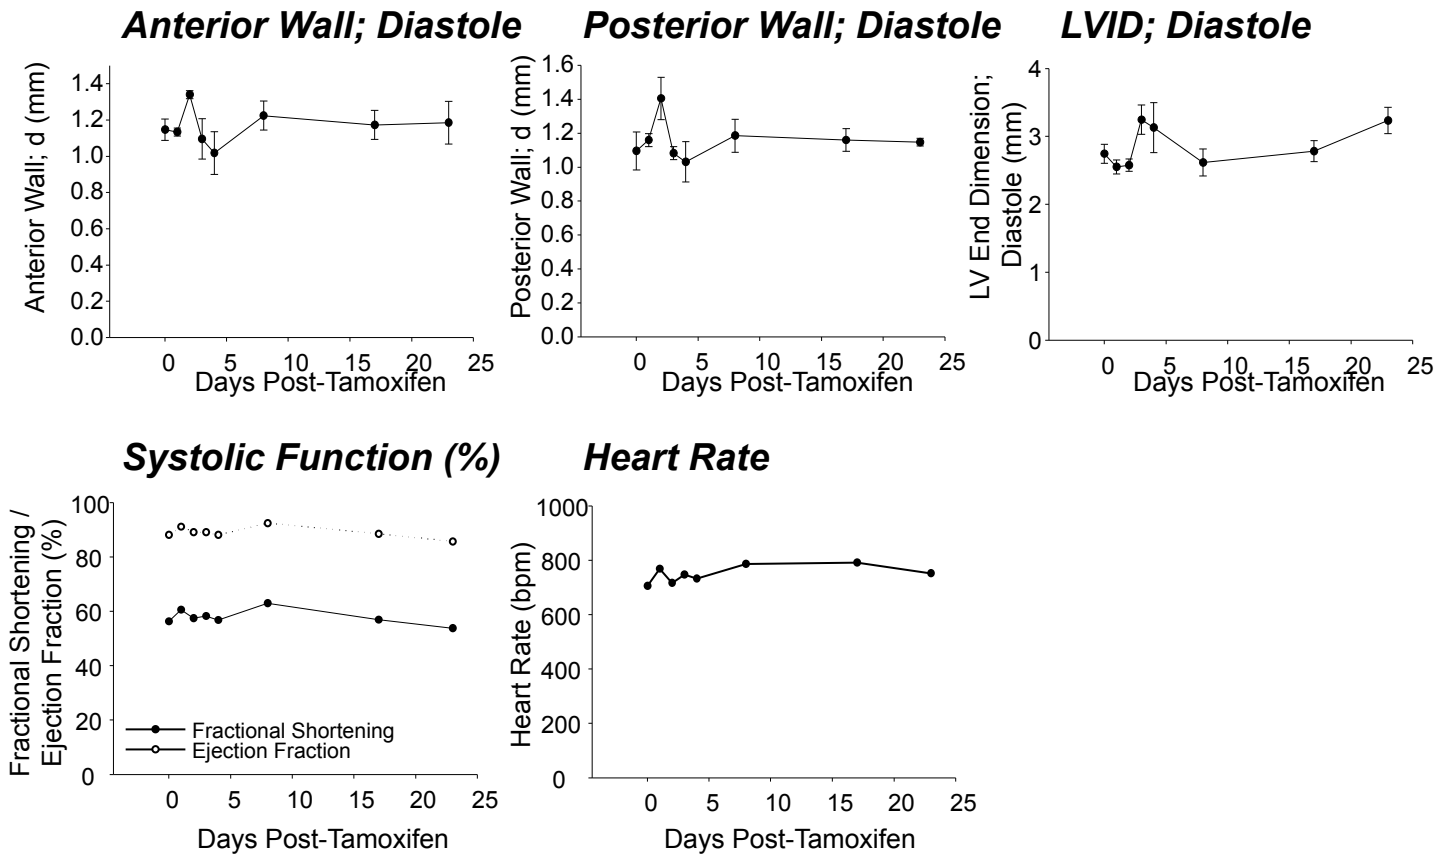 Anterior Wall; Diastole
Anterior Wall; d (mm)
1.4
1.2
1.0
0.8
0.6
0.4
0.2
0.0
0 5 10 15 20 25
Days Post-Tamoxifen
Posterior Wall; Diastole
Posterior Wall; d (mm)
1.6
1.4
1.2
1.0
0.8
0.6
0.4
0.2
0.0
0 5 10 15 20 25
Days Post-Tamoxifen
LVID; Diastole
LV End Dimension;
Diastole (mm)
4
3
2
1
0
0 5 10 15 20 25
Days Post-Tamoxifen
Systolic Function (%)
Fractional Shortening /
Ejection Fraction (%)
100
80
60
40
20
0
Fractional Shortening
Ejection Fraction
0 5 10 15 20 25
Days Post-Tamoxifen
Heart Rate
Heart Rate (bpm)
1000
800
600
400
200
0
0 5 10 15 20 25
Days Post-Tamoxifen